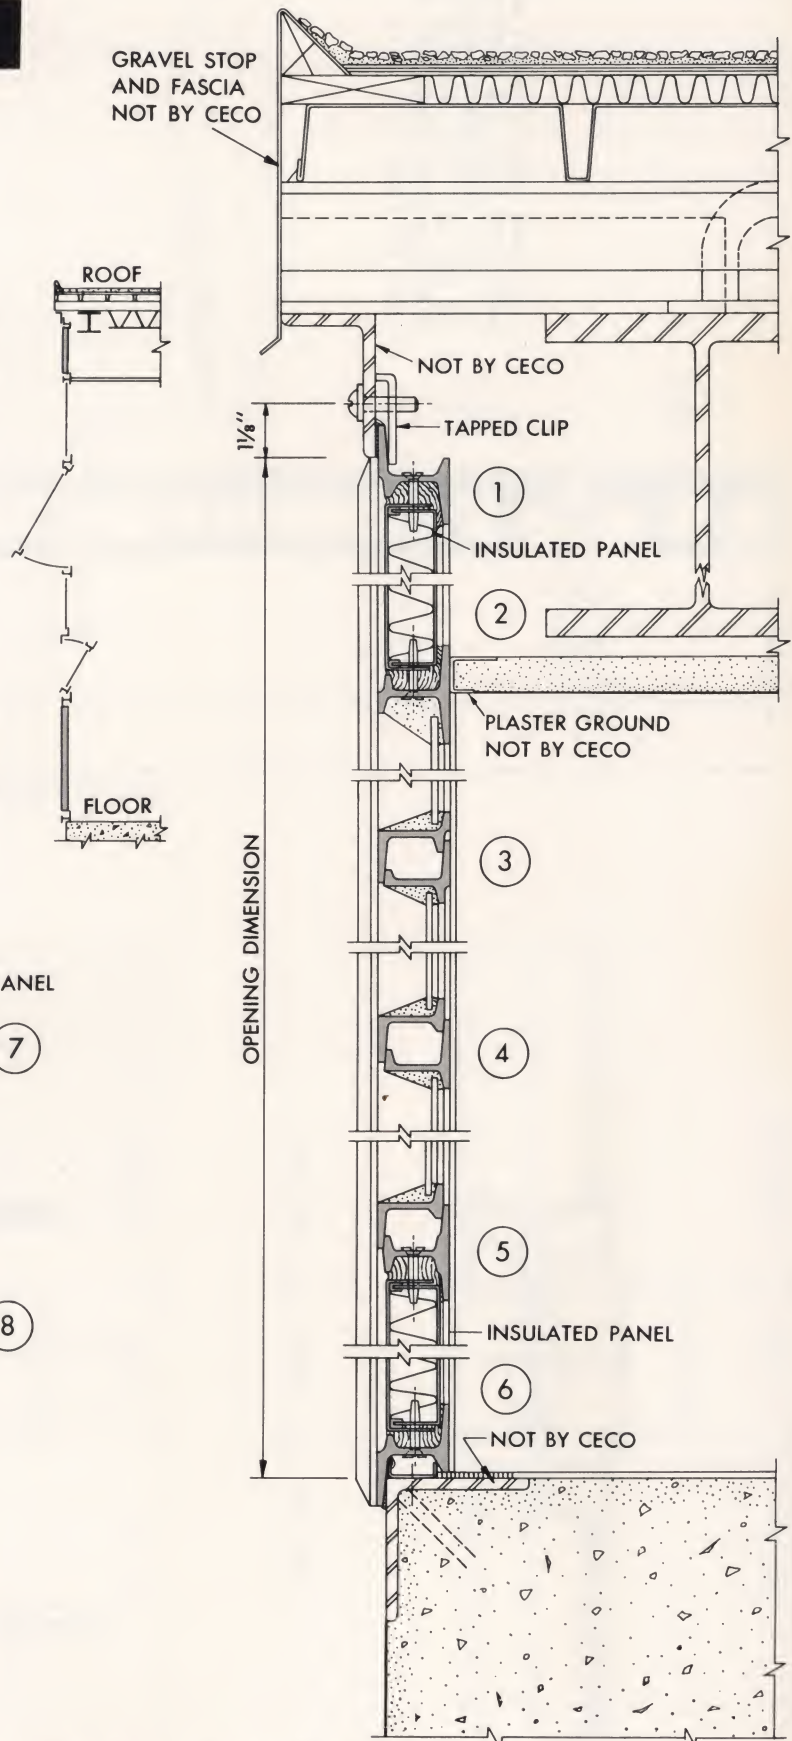 GRAVEL STOP
AND FASCIA
NOT BY CECO
ROOF
NOT BY CECO
1 1/8"
TAPPED CLIP
1
INSULATED PANEL
2
PLASTER GROUND
NOT BY CECO
FLOOR
OPENING DIMENSION
3
ANEL
7
4
5
8
INSULATED PANEL
6
NOT BY CECO